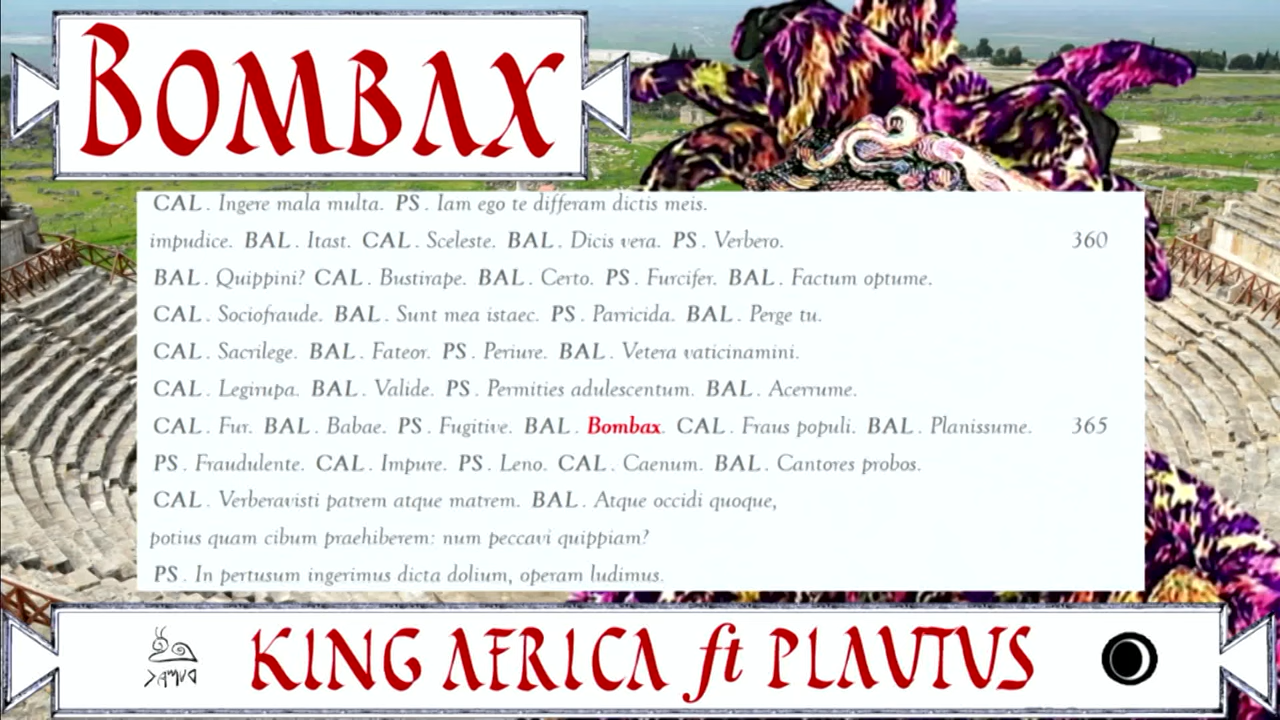 BOMBAX
CAL. Ingere mala multa. PS. Iam ego te differam dictis meis.
impudice. BAL. Itast. CAL. Sceleste. BAL. Dicis vera. PS. Verbero. 360
BAL. Quippini? CAL. Bustirape. BAL. Certo. PS. Furcifer. BAL. Factum optume.
CAL. Sociofraude. BAL. Sunt mea istaec. PS. Parricida. BAL. Perge tu.
CAL. Sacrilege. BAL. Fateor. PS. Periure. BAL. Vetera vaticinamini.
CAL. Legirupa. BAL. Valide. PS. Permities adulescentum. BAL. Acerrume.
CAL. Fur. BAL. Babae. PS. Fugitive. BAL. Bombax. CAL. Fraus populi. BAL. Planissume. 365
PS. Fraudulente. CAL. Impure. PS. Leno. CAL. Caenum. BAL. Cantores probos.
CAL. Verberavisti patrem atque matrem. BAL. Atque occidi quoque,
potius quam cibum praehiberem: num peccavi quippiam?
PS. In pertusum ingerimus dicta dolium, operam ludimus.
KING AFRICA ft PLAVTVS